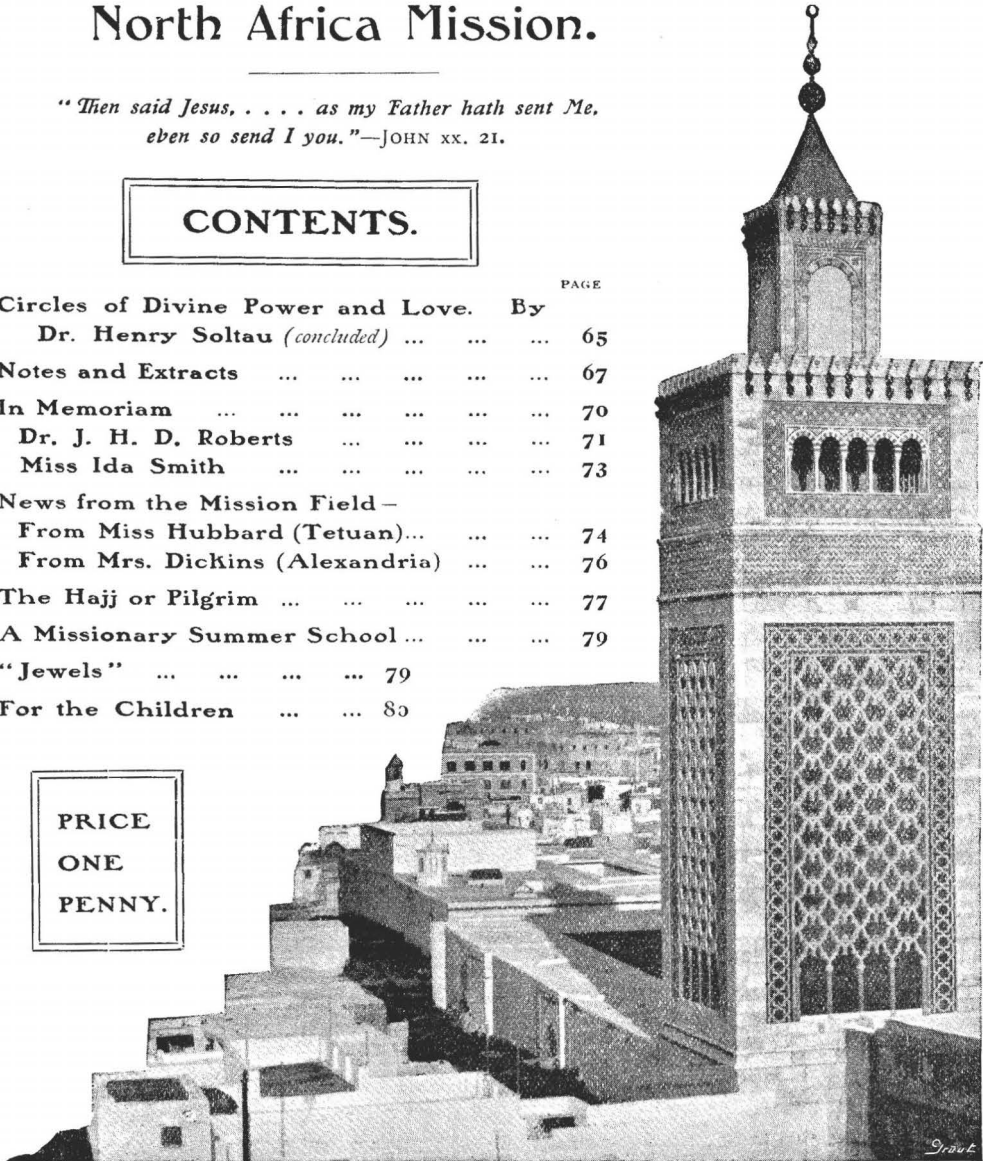 North Africa Mission.
"Then said Jesus, . . . . as my Father hath sent Me,
even so send I you."—JOHN xx. 21.
CONTENTS.
PAGE
Circles of Divine Power and Love. By
Dr. Henry Soltau (concluded) ... ... ... 65
Notes and Extracts ... ... ... ... ... 67
In Memoriam ... ... ... ... ... ... 70
Dr. J. H. D. Roberts ... ... ... ... 71
Miss Ida Smith ... ... ... ... ... 73
News from the Mission Field—
From Miss Hubbard (Tetuan)... ... ... 74
From Mrs. Dickins (Alexandria) ... ... 76
The Hajj or Pilgrim ... ... ... ... ... 77
A Missionary Summer School ... ... ... 79
"Jewels" ... ... ... ... 79
For the Children ... ... 80
PRICE
ONE
PENNY.
Grout